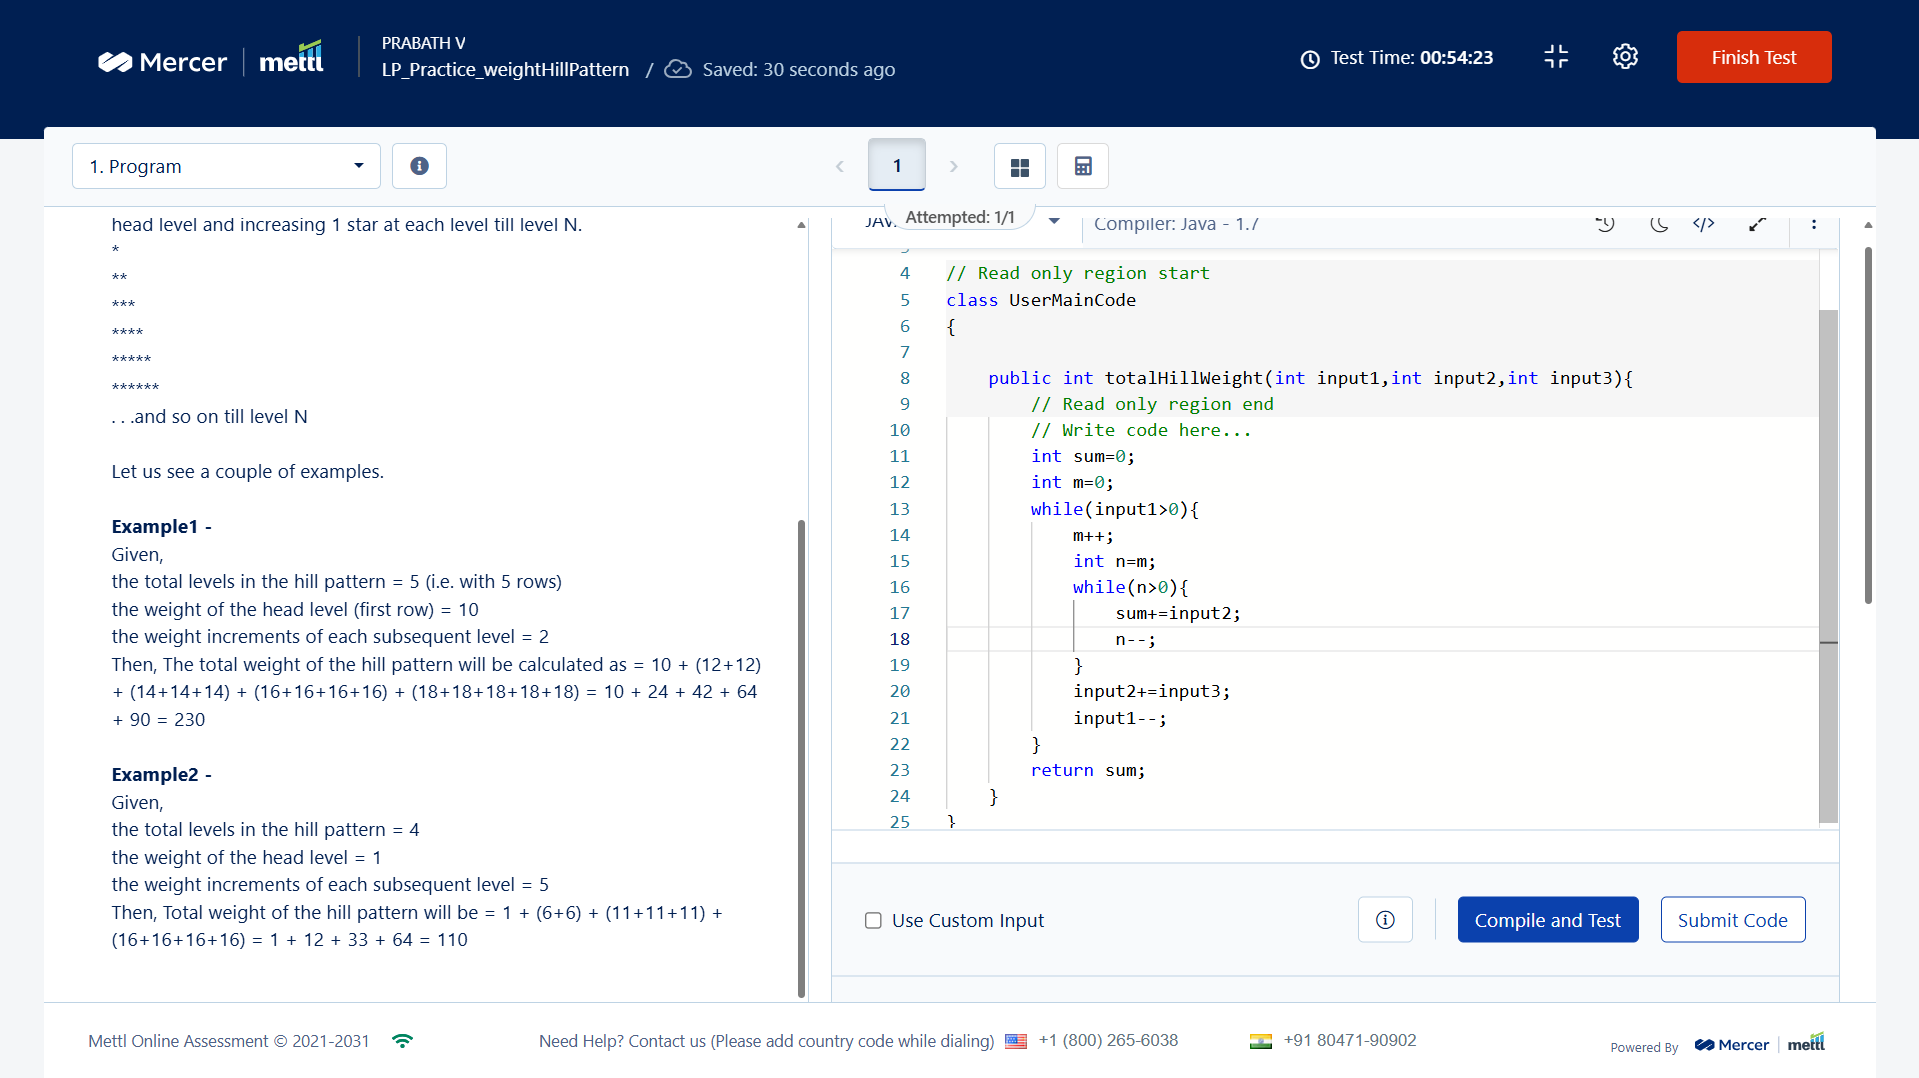 Mercer mettl
PRABATH V
LP_Practice_weightHillPattern / Saved: 30 seconds ago
Test Time: 00:54:23
Finish Test
1. Program
1
Attempted: 1/1
head level and increasing 1 star at each level till level N.
*
**
***
****
*****
******
. . .and so on till level N
Let us see a couple of examples.
Example1 -
Given,
the total levels in the hill pattern = 5 (i.e. with 5 rows)
the weight of the head level (first row) = 10
the weight increments of each subsequent level = 2
Then, The total weight of the hill pattern will be calculated as = 10 + (12+12)
+ (14+14+14) + (16+16+16+16) + (18+18+18+18+18) = 10 + 24 + 42 + 64
+ 90 = 230
Example2 -
Given,
the total levels in the hill pattern = 4
the weight of the head level = 1
the weight increments of each subsequent level = 5
Then, Total weight of the hill pattern will be = 1 + (6+6) + (11+11+11) +
(16+16+16+16) = 1 + 12 + 33 + 64 = 110
Compiler: Java - 1.7
4 // Read only region start
5 class UserMainCode
6 {
7
8 public int totalHillWeight(int input1,int input2,int input3){
9 // Read only region end
10 // Write code here...
11 int sum=0;
12 int m=0;
13 while(input1>0){
14 m++;
15 int n=m;
16 while(n>0){
17 sum+=input2;
18 n--;
19 }
20 input2+=input3;
21 input1--;
22 }
23 return sum;
24 }
25 }
Use Custom Input
Compile and Test
Submit Code
Mettl Online Assessment © 2021-2031
Need Help? Contact us (Please add country code while dialing) +1 (800) 265-6038
+91 80471-90902
Powered By Mercer mettl